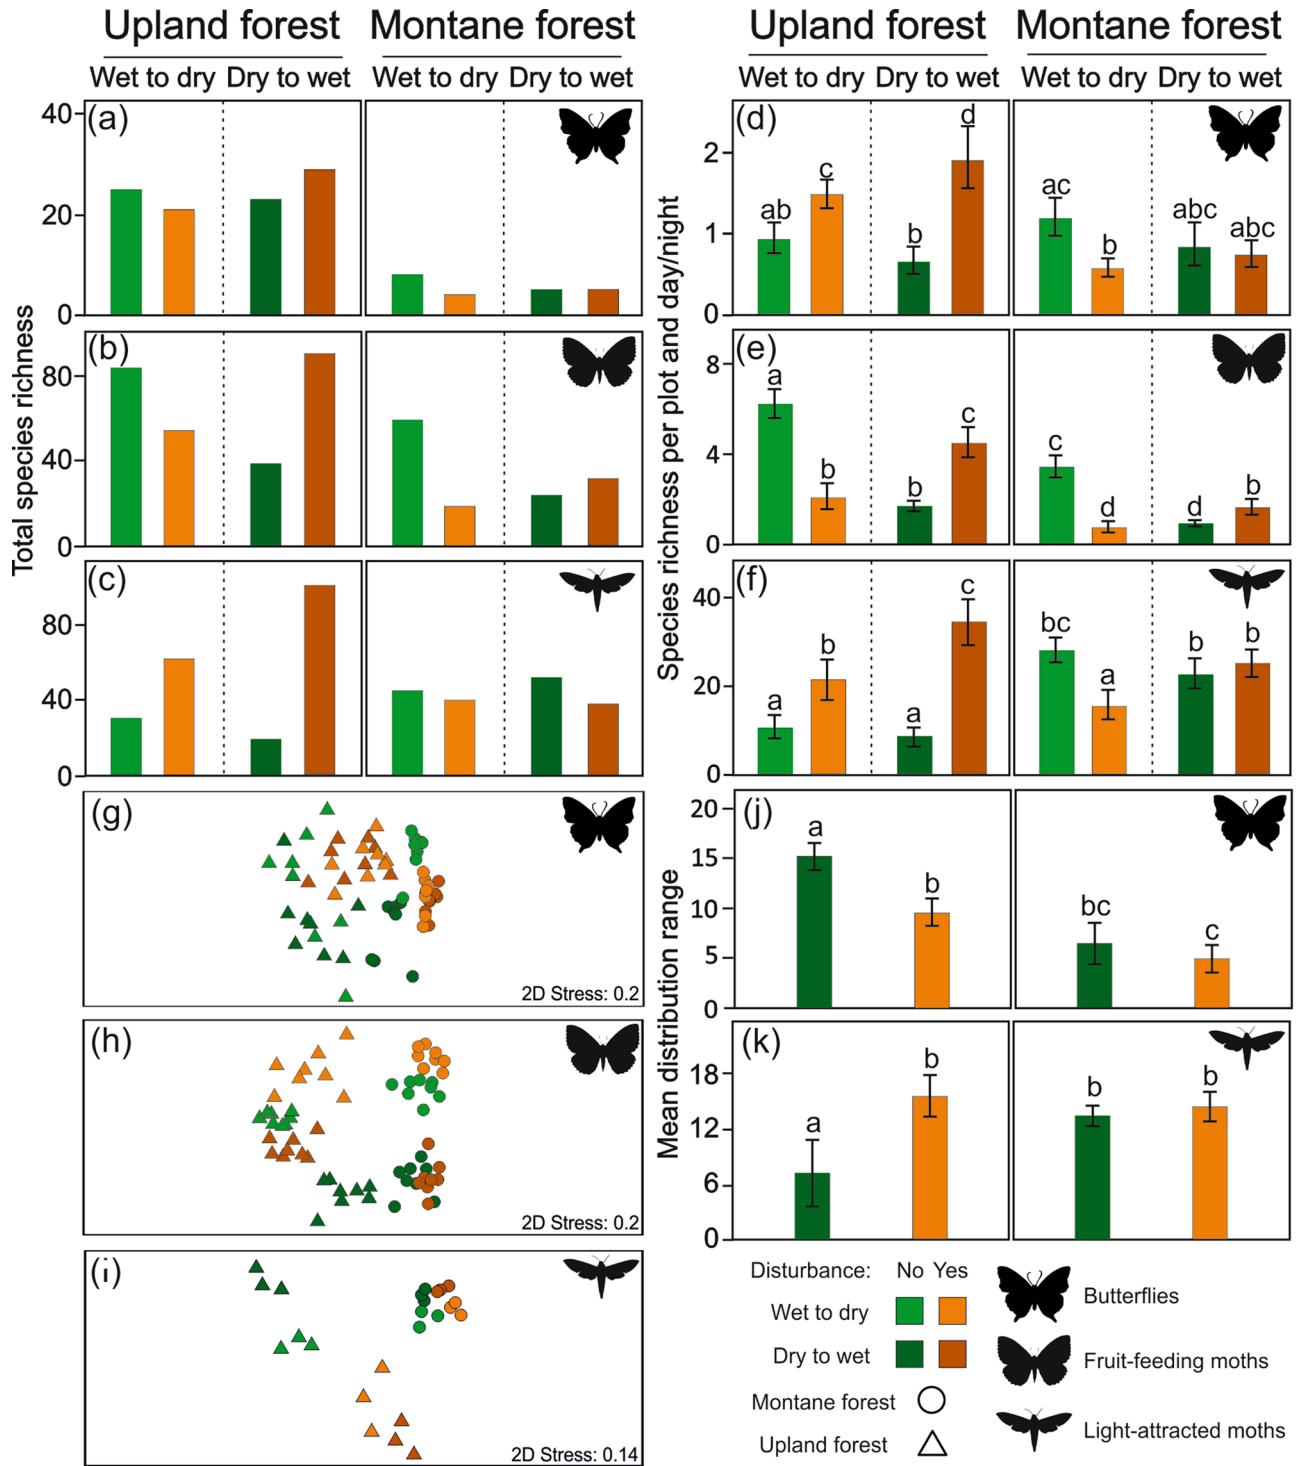 Upland forest Montane forest Upland forest Montane forest
Wet to dry Dry to wet Wet to dry Dry to wet Wet to dry Dry to wet Wet to dry Dry to wet
Total species richness
(a)
40
20
0
(b)
80
40
0
(c)
80
40
0
Species richness per plot and day/night
(d)
2
1
0
ab c b d ac b abc abc
(e)
8
4
0
a b b c c d d b
(f)
40
20
0
a b a c bc a b b
(g)
2D Stress: 0.2
(h)
2D Stress: 0.2
(i)
2D Stress: 0.14
Mean distribution range
(j)
20
15
10
5
0
a b bc c
(k)
18
12
6
0
a b b b
Disturbance: No Yes
Wet to dry
Dry to wet
Montane forest
Upland forest
Butterflies
Fruit-feeding moths
Light-attracted moths